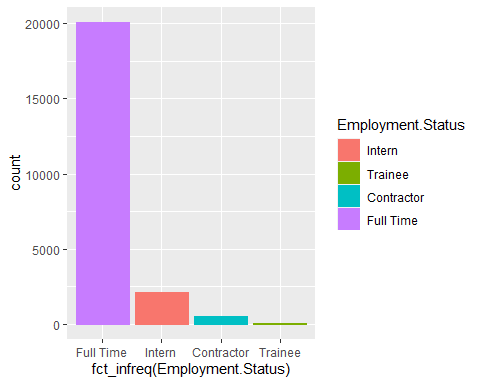 20000
15000
10000
5000
0
count
Full Time Intern Contractor Trainee
fct_infreq(Employment.Status)
Employment.Status
Intern
Trainee
Contractor
Full Time